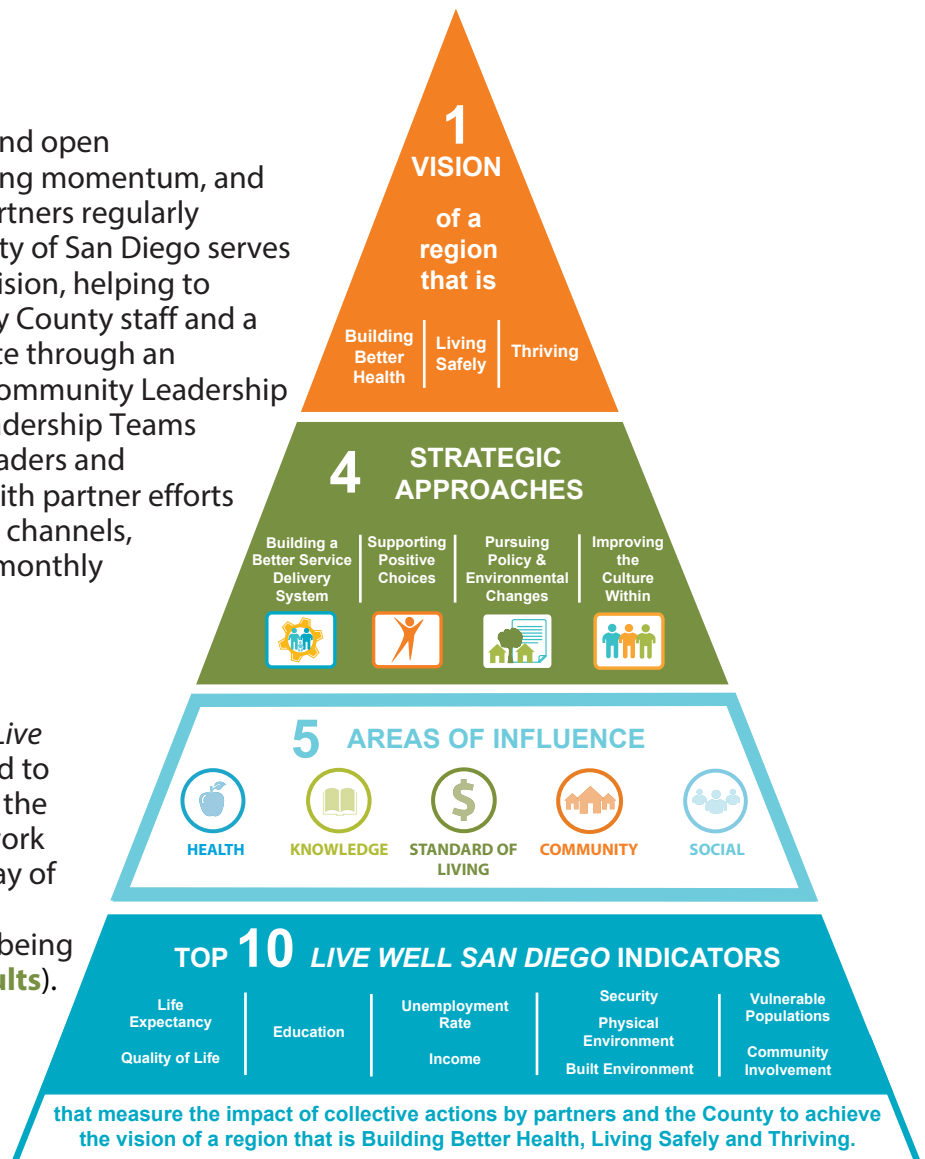 nd open
ing momentum, and
artners regularly
ty of San Diego serves
ision, helping to
y County staff and a
te through an
ommunity Leadership
adership Teams
aders and
ith partner efforts
channels,
monthly
Live
d to
the
work
ay of
being
ults).
1
VISION
of a
region
that is
Building
Better
Health
Living
Safely
Thriving
4 STRATEGIC
APPROACHES
Building a
Better Service
Delivery
System
Supporting
Positive
Choices
Pursuing
Policy &
Environmental
Changes
Improving
the
Culture
Within
5 AREAS OF INFLUENCE
HEALTH
KNOWLEDGE
STANDARD OF
LIVING
COMMUNITY
SOCIAL
TOP 10 LIVE WELL SAN DIEGO INDICATORS
Life
Expectancy
Quality of Life
Education
Unemployment
Rate
Income
Security
Physical
Environment
Built Environment
Vulnerable
Populations
Community
Involvement
that measure the impact of collective actions by partners and the County to achieve
the vision of a region that is Building Better Health, Living Safely and Thriving.